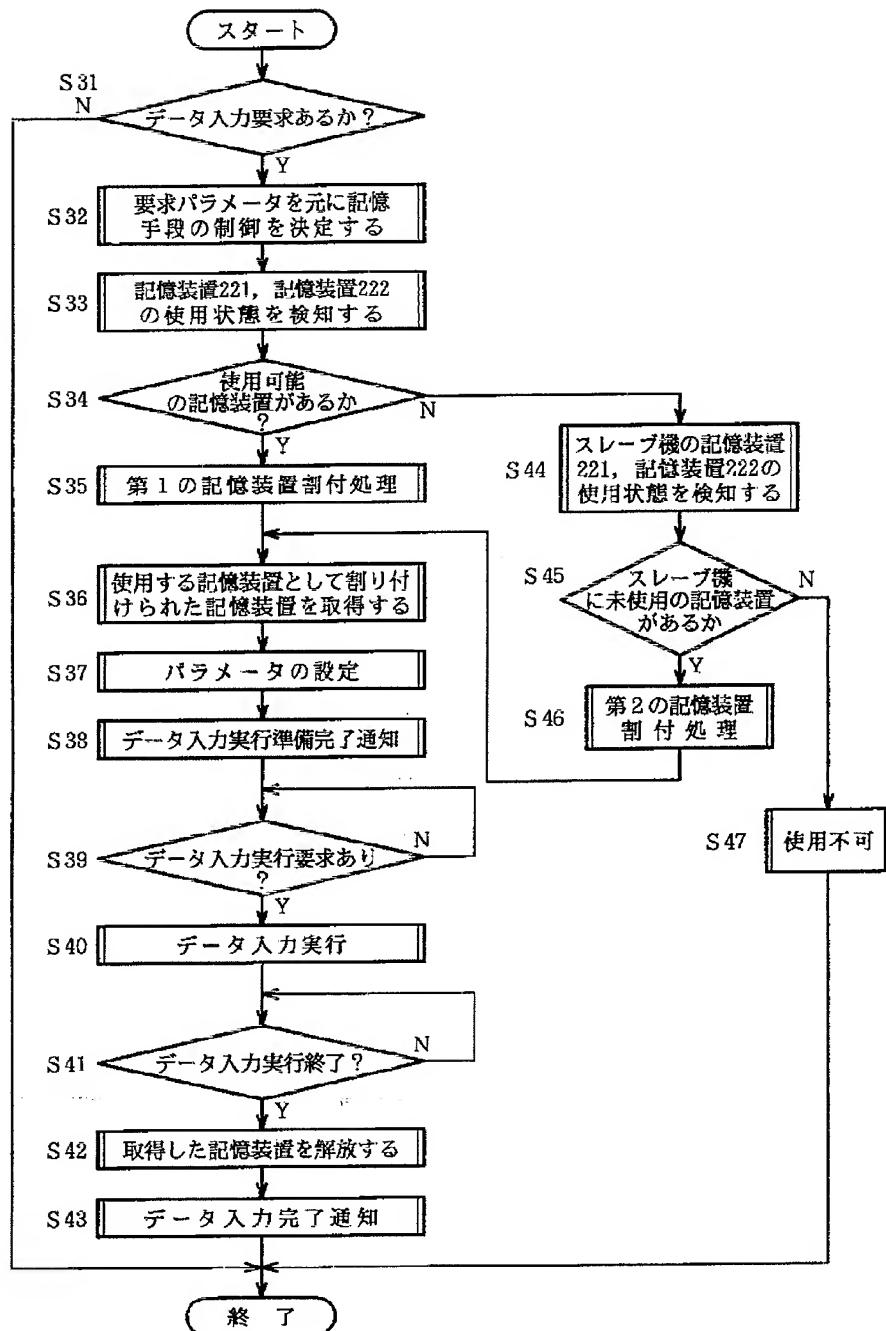 スタート
S31
N
データ入力要求あるか？
Y
S32
要求パラメータを元に記憶
手段の制御を決定する
S33
記憶装置221，記憶装置222
の使用状態を検知する
S34
使用可能
の記憶装置があるか
？
N
Y
S35
第1の記憶装置割付処理
S44
スレーブ機の記憶装置
221，記憶装置222の
使用状態を検知する
S45
スレーブ機
に未使用の記憶装置
があるか
N
Y
S46
第2の記憶装置
割付処理
S47
使用不可
S36
使用する記憶装置として割り付
けられた記憶装置を取得する
S37
パラメータの設定
S38
データ入力実行準備完了通知
S39
データ入力実行要求あり
？
N
Y
S40
データ入力実行
S41
データ入力実行終了？
N
Y
S42
取得した記憶装置を解放する
S43
データ入力完了通知
終了